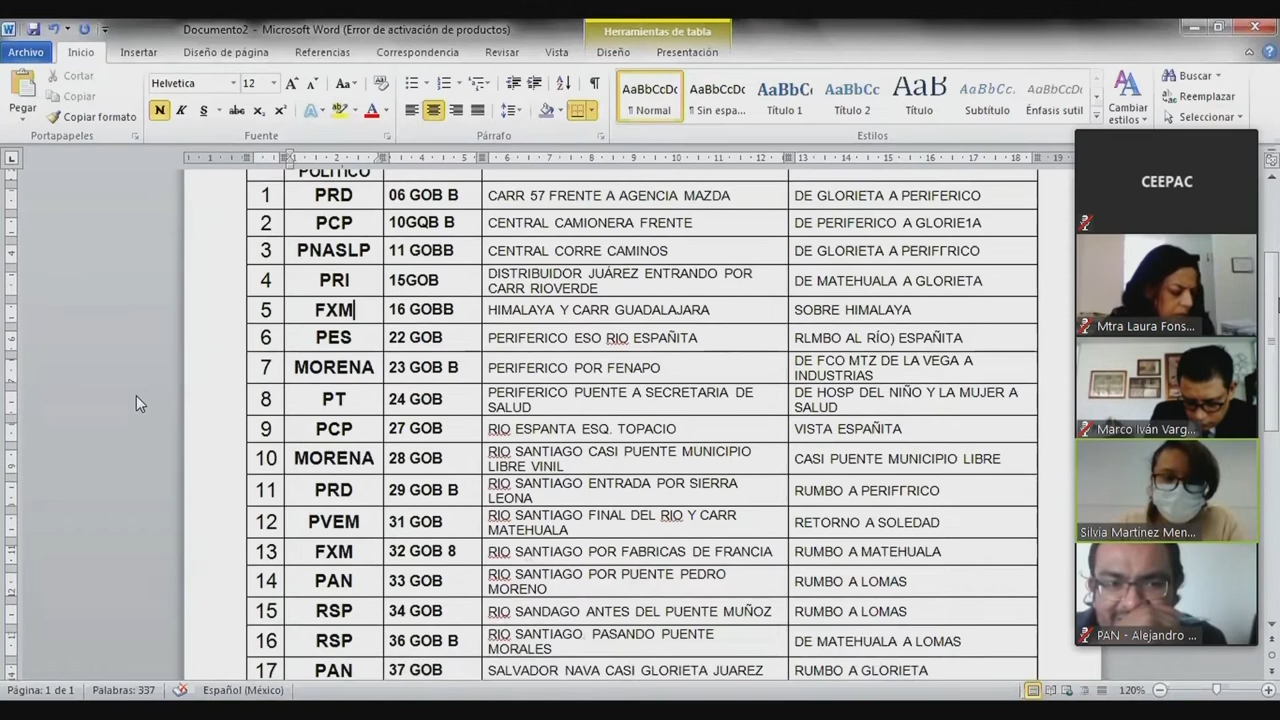 Documento2 - Microsoft Word (Error de activación de productos)
Herramientas de tabla
Archivo Inicio Insertar Diseño de página Referencias Correspondencia Revisar Vista Diseño Presentación
Pegar
Cortar
Copiar
Copiar formato
Portapapeles
Helvetica 12
Fuente
Párrafo
AaBbCcDc AaBbCcDc AaBbC AaBbCc AaB AaBbCc. AaBbCcDc
¶ Normal ¶ Sin espa... Título 1 Título 2 Título Subtítulo Énfasis sutil
Estilos
Cambiar estilos
Buscar
Reemplazar
Seleccionar
POLITICO
1 PRD 06 GOB B CARR 57 FRENTE A AGENCIA MAZDA DE GLORIETA A PERIFERICO
2 PCP 10GQB B CENTRAL CAMIONERA FRENTE DE PERIFERICO A GLORIE1A
3 PNASLP 11 GOBB CENTRAL CORRE CAMINOS DE GLORIETA A PERIFГRICO
4 PRI 15GOB DISTRIBUIDOR JUÁREZ ENTRANDO POR CARR RIOVERDE DE MATEHUALA A GLORIETA
5 FXM 16 GOBB HIMALAYA Y CARR GUADALAJARA SOBRE HIMALAYA
6 PES 22 GOB PERIFERICO ESO RIO ESPAÑITA RLMBO AL RÍO) ESPAÑITA
7 MORENA 23 GOB B PERIFERICO POR FENAPO DE FCO MTZ DE LA VEGA A INDUSTRIAS
8 PT 24 GOB PERIFERICO PUENTE A SECRETARIA DE SALUD DE HOSP DEL NIÑO Y LA MUJER A SALUD
9 PCP 27 GOB RIO ESPANTA ESQ. TOPACIO VISTA ESPAÑITA
10 MORENA 28 GOB RIO SANTIAGO CASI PUENTE MUNICIPIO LIBRE VINIL CASI PUENTE MUNICIPIO LIBRE
11 PRD 29 GOB B RIO SANTIAGO ENTRADA POR SIERRA LEONA RUMBO A PERIFГRICO
12 PVEM 31 GOB RIO SANTIAGO FINAL DEL RIO Y CARR MATEHUALA RETORNO A SOLEDAD
13 FXM 32 GOB 8 RIO SANTIAGO POR FABRICAS DE FRANCIA RUMBO A MATEHUALA
14 PAN 33 GOB RIO SANTIAGO POR PUENTE PEDRO MORENO RUMBO A LOMAS
15 RSP 34 GOB RIO SANDAGO ANTES DEL PUENTE MUÑOZ RUMBO A LOMAS
16 RSP 36 GOB B RIO SANTIAGO. PASANDO PUENTE MORALES DE MATEHUALA A LOMAS
17 PAN 37 GOB SALVADOR NAVA CASI GLORIETA JUAREZ RUMBO A GLORIETA
CEEPAC
Mtra Laura Fons...
Marco Iván Varg...
Silvia Martínez Men...
PAN - Alejandro ...
Página: 1 de 1 Palabras: 337 Español (México) 120%